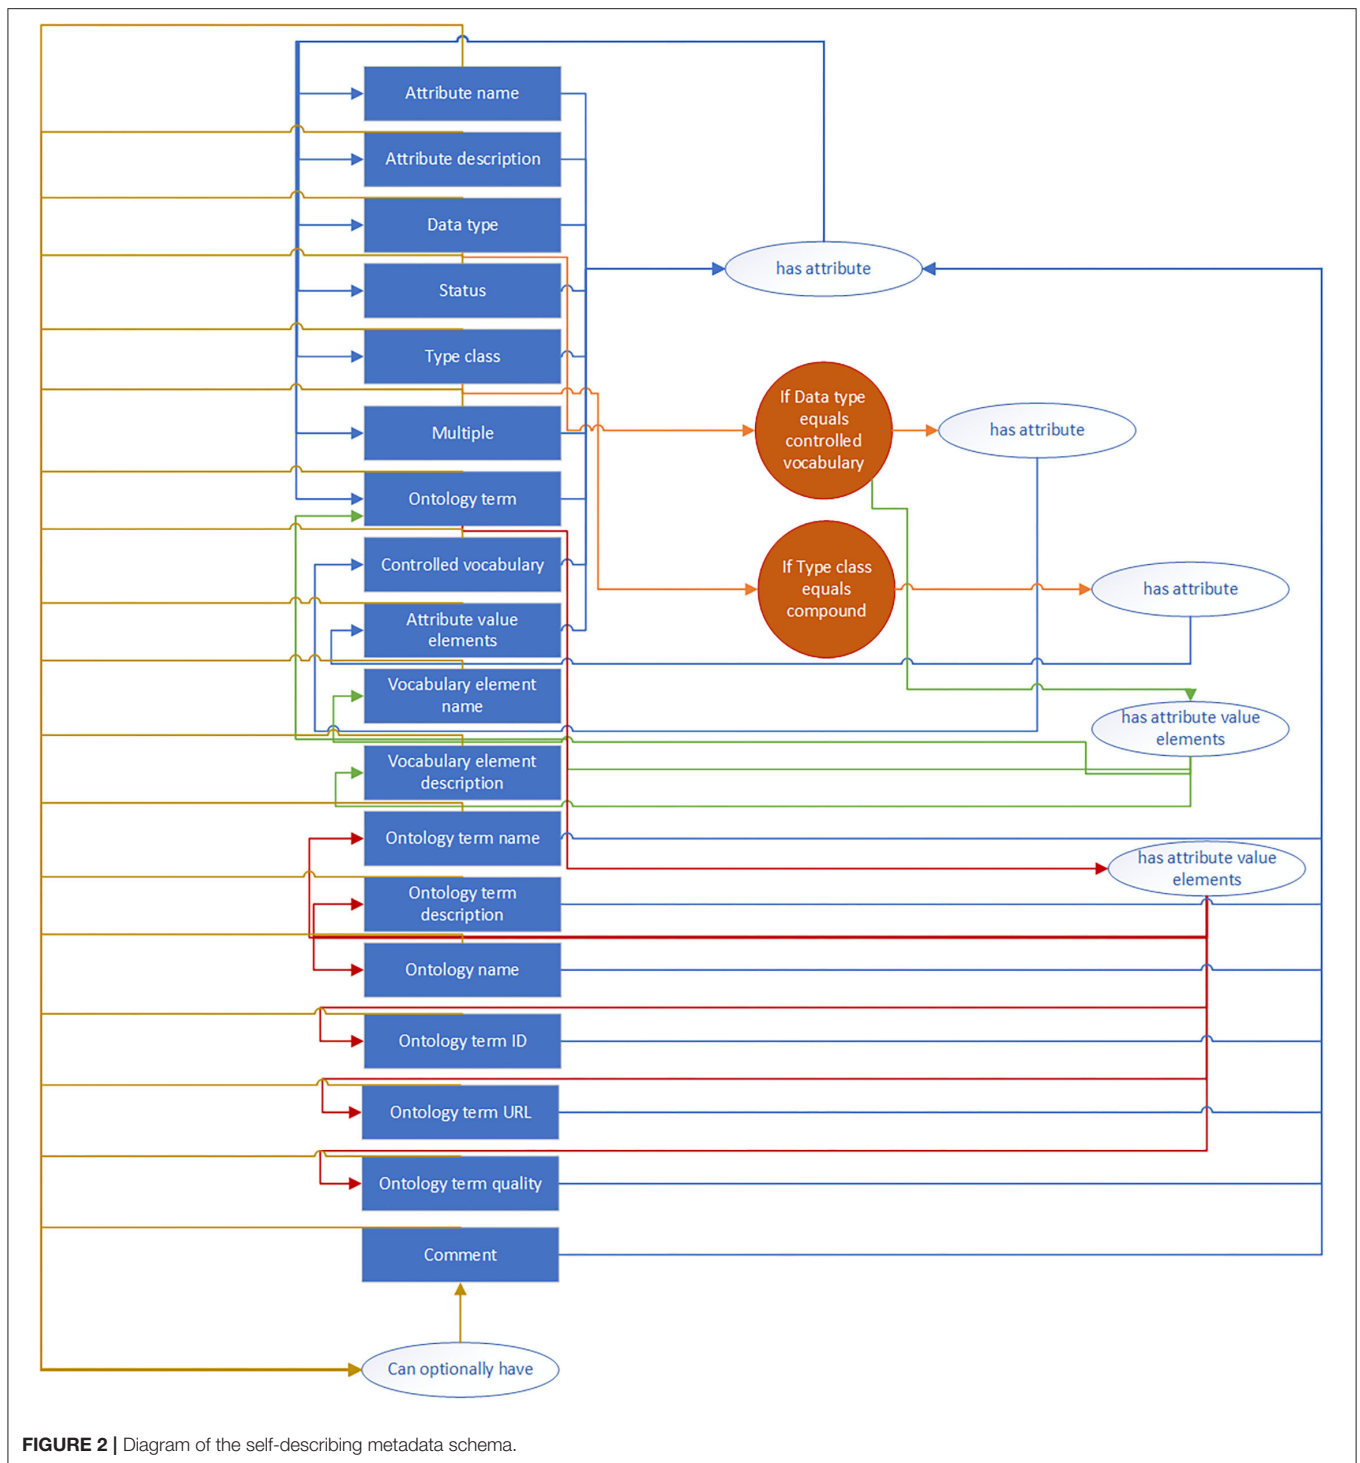 Attribute name
Attribute description
Data type
has attribute
Status
Type class
If Data type
equals
controlled
vocabulary
has attribute
Multiple
Ontology term
Controlled vocabulary
If Type class
equals
compound
has attribute
Attribute value
elements
Vocabulary element
name
has attribute value
elements
Vocabulary element
description
Ontology term name
has attribute value
elements
Ontology term
description
Ontology name
Ontology term ID
Ontology term URL
Ontology term quality
Comment
Can optionally have
FIGURE 2 | Diagram of the self-describing metadata schema.